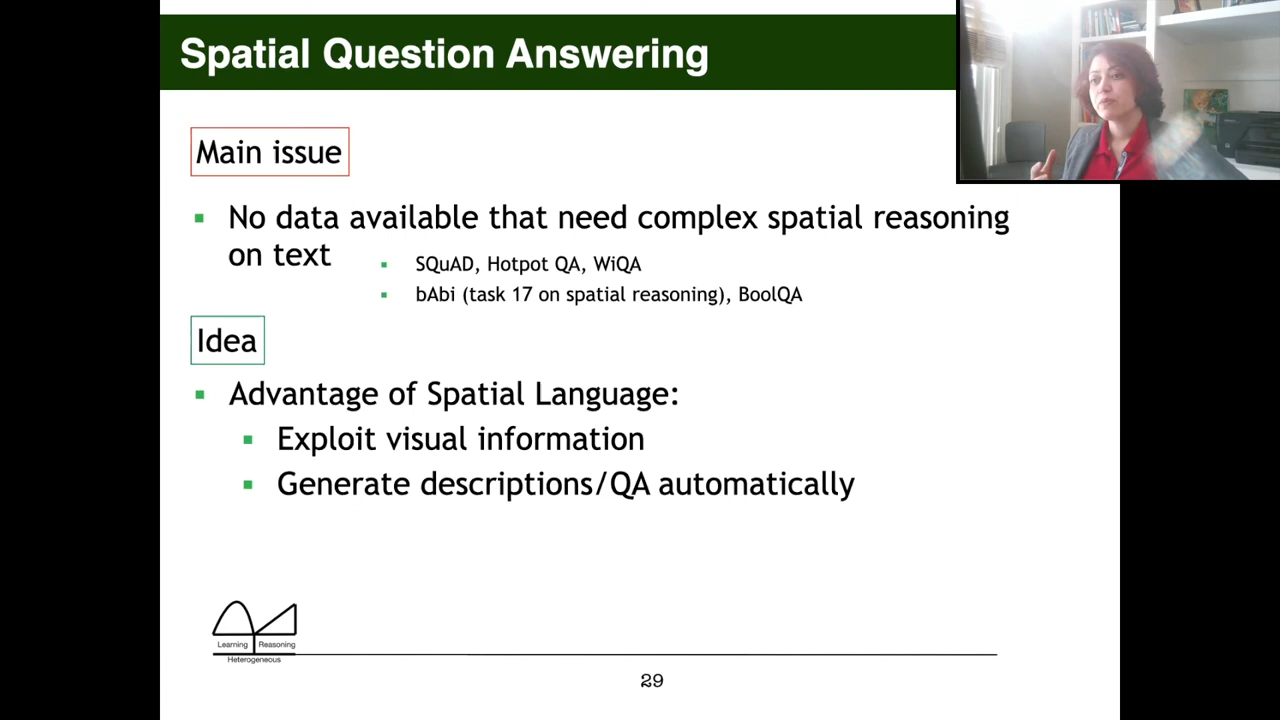 Spatial Question Answering
Main issue
No data available that need complex spatial reasoning
on text
SQuAD, Hotpot QA, WiQA
bAbi (task 17 on spatial reasoning), BoolQA
Idea
Advantage of Spatial Language:
Exploit visual information
Generate descriptions/QA automatically
Learning Reasoning
Heterogeneous
29